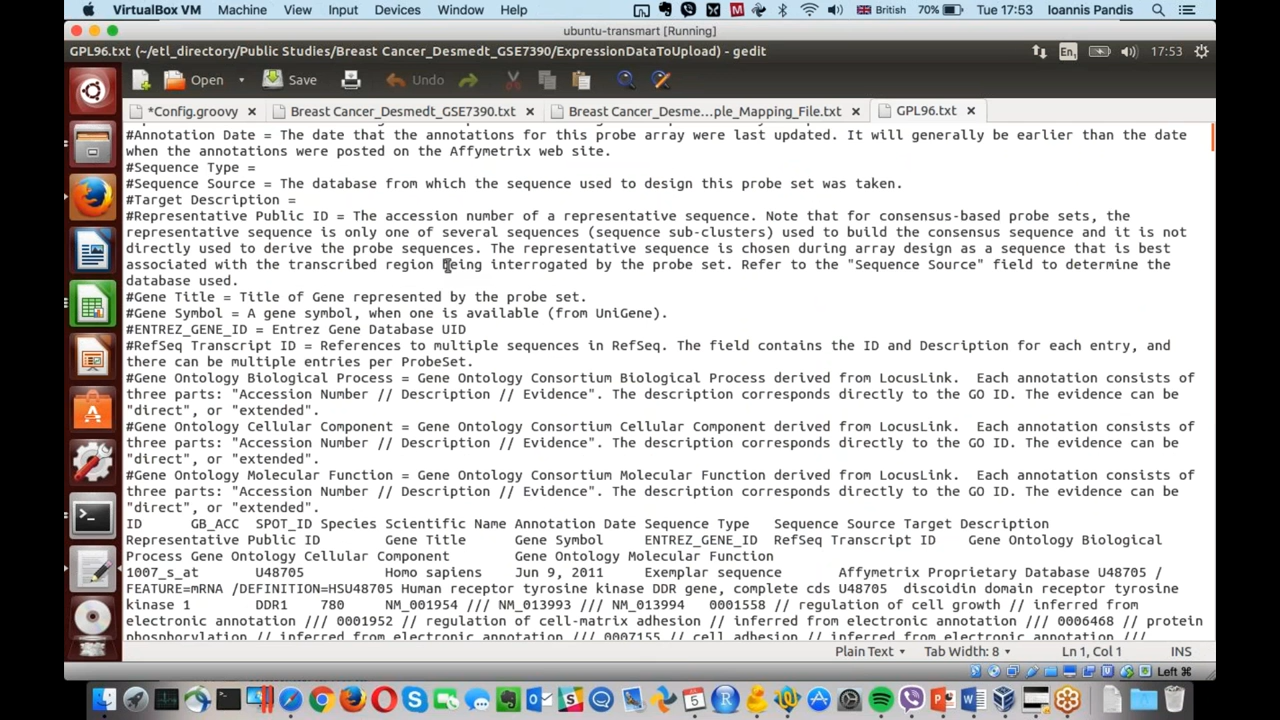 VirtualBox VM Machine View Input Devices Window Help British 70% Tue 17:53 Ioannis Pandis
ubuntu-transmart [Running]
GPL96.txt (~/etl_directory/Public Studies/Breast Cancer_Desmedt_GSE7390/ExpressionDataToUpload) - gedit En 17:53
Open Save Undo
*Config.groovy x Breast Cancer_Desmedt_GSE7390.txt x Breast Cancer_Desme...ple_Mapping_File.txt x GPL96.txt x
#Annotation Date = The date that the annotations for this probe array were last updated. It will generally be earlier than the date
when the annotations were posted on the Affymetrix web site.
#Sequence Type =
#Sequence Source = The database from which the sequence used to design this probe set was taken.
#Target Description =
#Representative Public ID = The accession number of a representative sequence. Note that for consensus-based probe sets, the
representative sequence is only one of several sequences (sequence sub-clusters) used to build the consensus sequence and it is not
directly used to derive the probe sequences. The representative sequence is chosen during array design as a sequence that is best
associated with the transcribed region being interrogated by the probe set. Refer to the "Sequence Source" field to determine the
database used.
#Gene Title = Title of Gene represented by the probe set.
#Gene Symbol = A gene symbol, when one is available (from UniGene).
#ENTREZ_GENE_ID = Entrez Gene Database UID
#RefSeq Transcript ID = References to multiple sequences in RefSeq. The field contains the ID and Description for each entry, and
there can be multiple entries per ProbeSet.
#Gene Ontology Biological Process = Gene Ontology Consortium Biological Process derived from LocusLink. Each annotation consists of
three parts: "Accession Number // Description // Evidence". The description corresponds directly to the GO ID. The evidence can be
"direct", or "extended".
#Gene Ontology Cellular Component = Gene Ontology Consortium Cellular Component derived from LocusLink. Each annotation consists of
three parts: "Accession Number // Description // Evidence". The description corresponds directly to the GO ID. The evidence can be
"direct", or "extended".
#Gene Ontology Molecular Function = Gene Ontology Consortium Molecular Function derived from LocusLink. Each annotation consists of
three parts: "Accession Number // Description // Evidence". The description corresponds directly to the GO ID. The evidence can be
"direct", or "extended".
ID GB_ACC SPOT_ID Species Scientific Name Annotation Date Sequence Type Sequence Source Target Description
Representative Public ID Gene Title Gene Symbol ENTREZ_GENE_ID RefSeq Transcript ID Gene Ontology Biological
Process Gene Ontology Cellular Component Gene Ontology Molecular Function
1007_s_at U48705 Homo sapiens Jun 9, 2011 Exemplar sequence Affymetrix Proprietary Database U48705 /
FEATURE=mRNA /DEFINITION=HSU48705 Human receptor tyrosine kinase DDR gene, complete cds U48705 discoidin domain receptor tyrosine
kinase 1 DDR1 780 NM_001954 /// NM_013993 /// NM_013994 0001558 // regulation of cell growth // inferred from
electronic annotation /// 0001952 // regulation of cell-matrix adhesion // inferred from electronic annotation /// 0006468 // protein
phosphorylation // inferred from electronic annotation /// 0007155 // cell adhesion // inferred from electronic annotation ///
Plain Text Tab Width: 8 Ln 1, Col 1 INS
Left ⌘